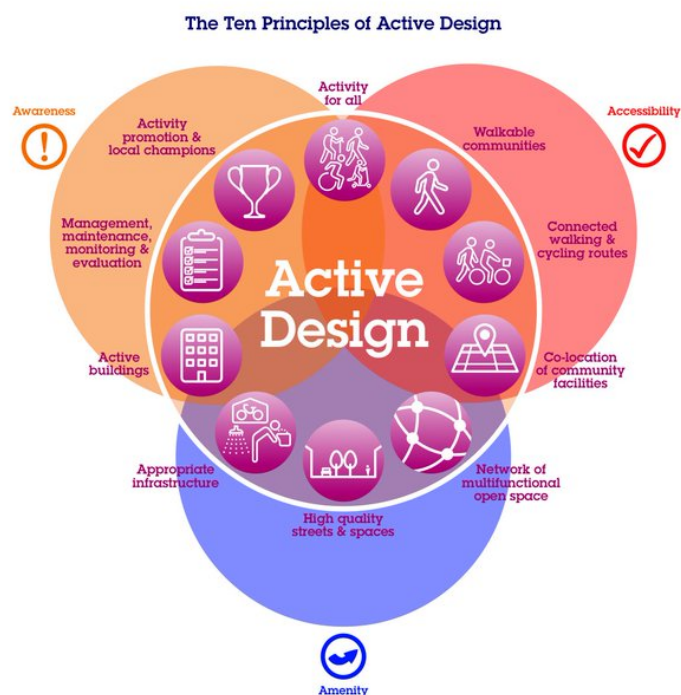 The Ten Principles of Active Design
Activity
for all
Awareness
Accessibility
Activity
promotion &
local champions
Walkable
communities
Management,
maintenance,
monitoring &
evaluation
Connected
walking &
cycling routes
Active
Design
Active
buildings
Co-location
of community
facilities
Appropriate
infrastructure
Network of
multifunctional
open space
High quality
streets & spaces
Amenity